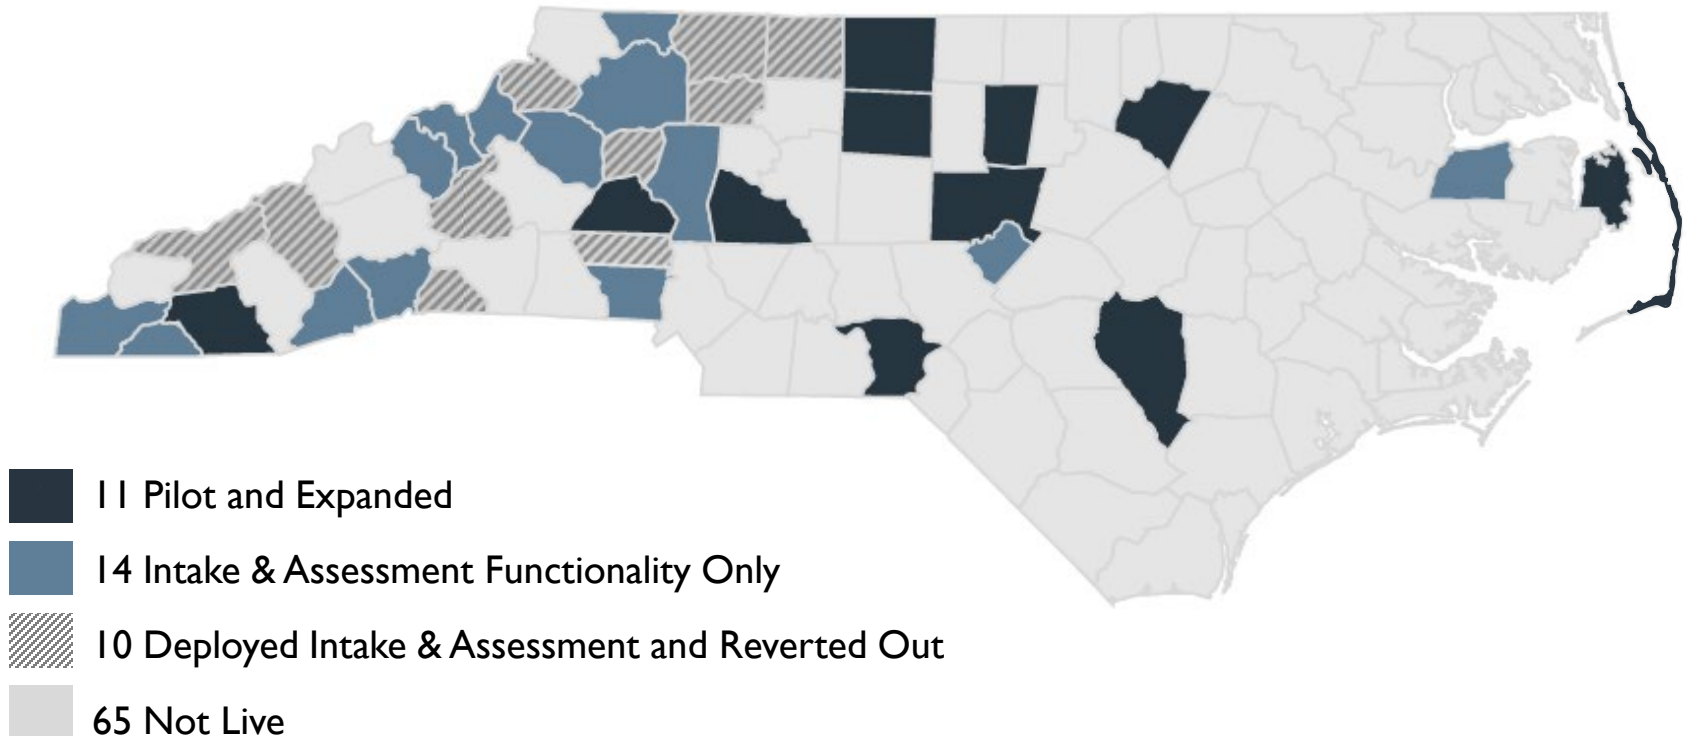 11 Pilot and Expanded
14 Intake & Assessment Functionality Only
10 Deployed Intake & Assessment and Reverted Out
65 Not Live